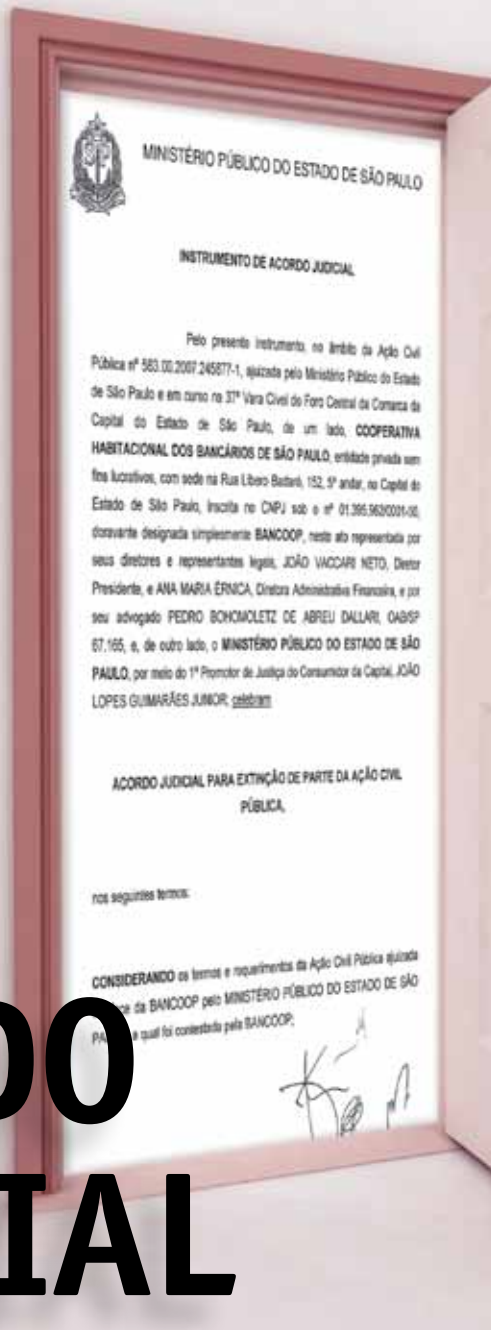 MINISTÉRIO PÚBLICO DO ESTADO DE SÃO PAULO
INSTRUMENTO DE ACORDO JUDICIAL
Pelo presente instrumento, no âmbito da Ação Civil
Pública nº 583.00.2007.245877-1, ajuizada pelo Ministério Público do Estado
de São Paulo e em curso na 37ª Vara Cível do Foro Central da Comarca da
Capital do Estado de São Paulo, de um lado, COOPERATIVA
HABITACIONAL DOS BANCÁRIOS DE SÃO PAULO, entidade privada sem
fins lucrativos, com sede na Rua Líbero Badaró, 152, 5º andar, na Capital do
Estado de São Paulo, inscrita no CNPJ sob o nº 01.395.962/0001-00,
doravante designada simplesmente BANCOOP, neste ato representada por
seus diretores e representantes legais, JOÃO VACCARI NETO, Diretor
Presidente, e ANA MARIA ÉRNICA, Diretora Administrativa Financeira, e por
seu advogado PEDRO BOHOMOLETZ DE ABREU DALLARI, OAB/SP
67.165, e, de outro lado, o MINISTÉRIO PÚBLICO DO ESTADO DE SÃO
PAULO, por meio do 1º Promotor de Justiça do Consumidor da Capital, JOÃO
LOPES GUIMARÃES JUNIOR, celebram
ACORDO JUDICIAL PARA EXTINÇÃO DE PARTE DA AÇÃO CIVIL
PÚBLICA,
nos seguintes termos:
CONSIDERANDO os termos e requerimentos da Ação Civil Pública ajuizada
da BANCOOP pelo MINISTÉRIO PÚBLICO DO ESTADO DE SÃO
qual foi contestada pela BANCOOP;
DO
IAL